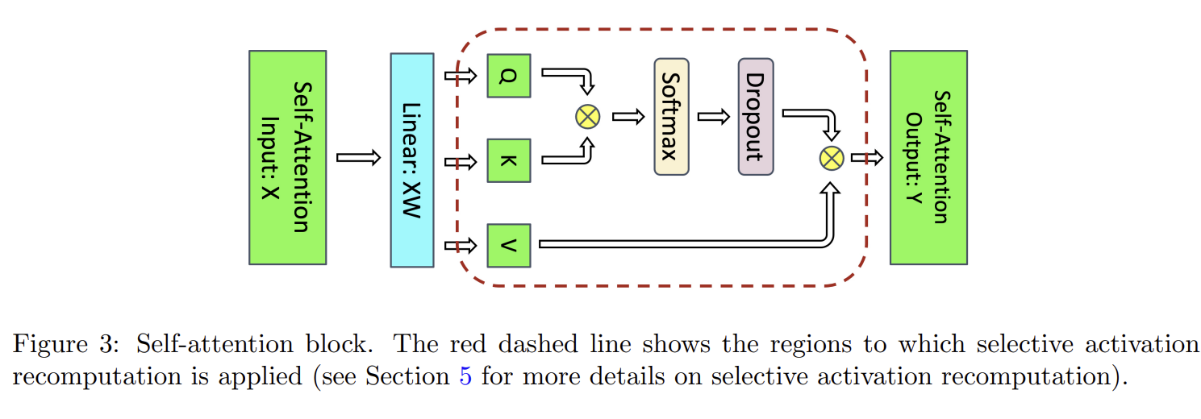 Self-Attention
Input: X
Linear: XW
Q
K
V
Softmax
Dropout
Self-Attention
Output: Y
Figure 3: Self-attention block. The red dashed line shows the regions to which selective activation
recomputation is applied (see Section 5 for more details on selective activation recomputation).